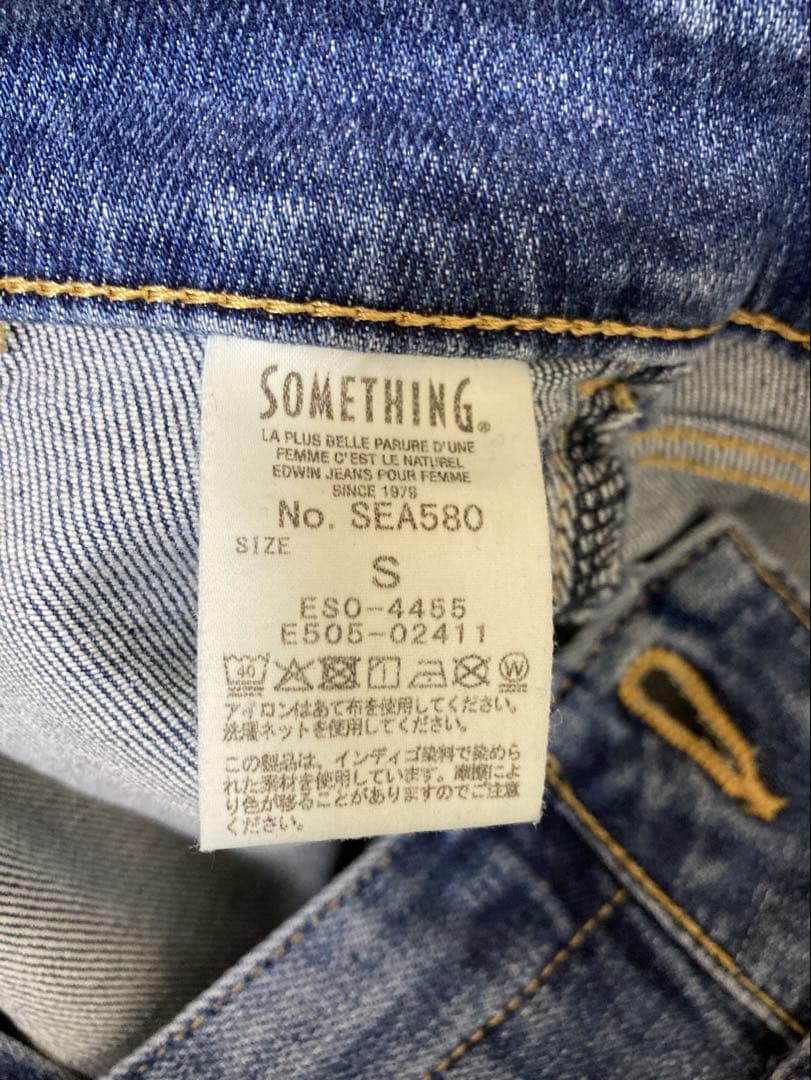 SOMETHING®
LA PLUS BELLE PARURE D'UNE
FEMME C'EST LE NATUREL
EDWIN JEANS POUR FEMME
SINCE 1979
No. SEA580
SIZE
S
ESO-4455
E505-02411
40 W
アイロンはあて布を使用してください。
洗濯ネットを使用してください。
この製品は、インディゴ染料で染めら
れた素材を使用しています。摩擦によ
り色が移ることがありますのでご注意
ください。